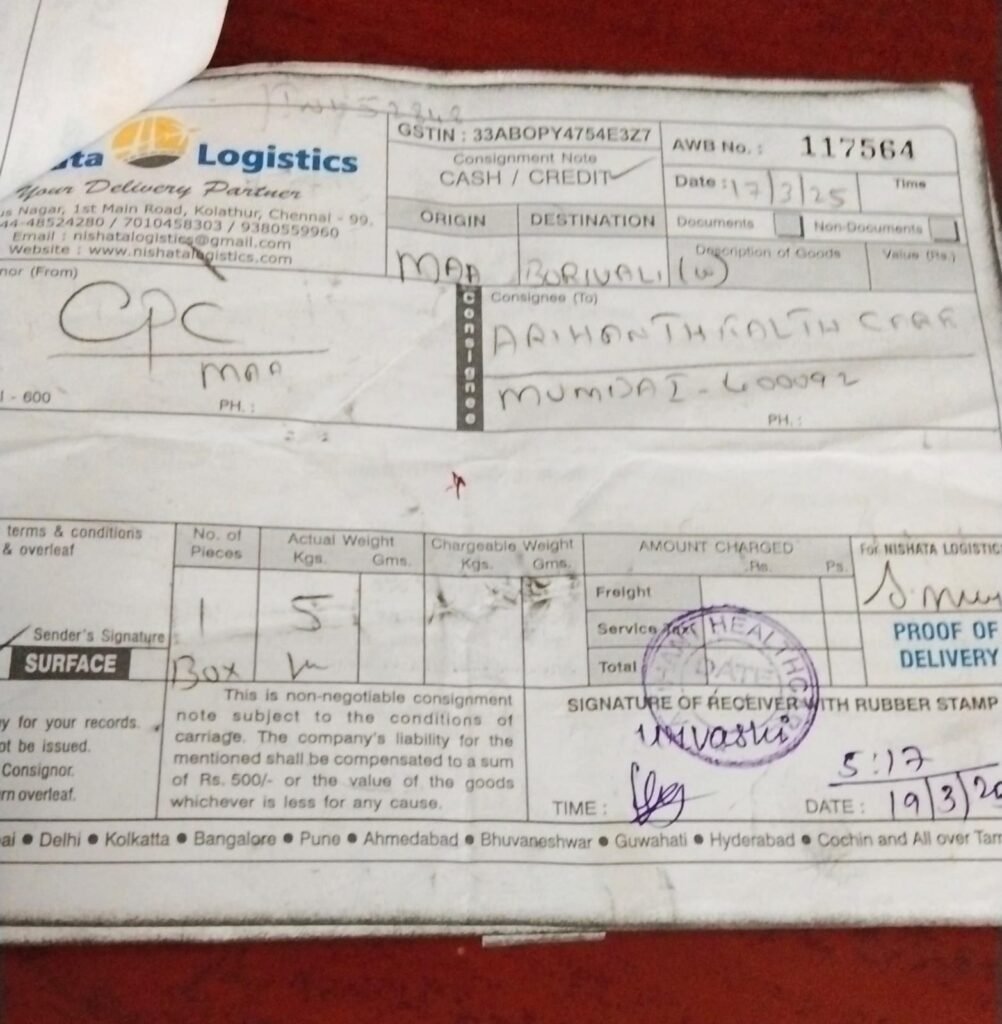 ata Logistics
Your Delivery Partner
us Nagar, 1st Main Road, Kolathur, Chennai - 99.
44-48524280 / 7010458303 / 9380559960
Email : nishatalogistics@gmail.com
Website : www.nishatalogistics.com
GSTIN : 33ABOPY4754E3Z7
Consignment Note
CASH / CREDIT
AWB No. : 117564
Date : 17/3/25 Time
ORIGIN DESTINATION
Documents Non-Documents
MAA BORIVALI (W)
Description of Goods Value (Rs.)
nor (From)
CPC
MAA
- 600
PH. :
Consignee
Consignee (To)
ARIHANT HEALTH CARE
MUMBAI - 400092
PH. :
terms & conditions
& overleaf
Sender's Signature
SURFACE
No. of Pieces
Actual Weight
Kgs. Gms.
Chargeable Weight
Kgs. Gms.
1 5
Box
AMOUNT CHARGED
Rs. Ps.
Freight
Service Tax
Total
For NISHATA LOGISTICS
PROOF OF
DELIVERY
HEALTHC
DATE
y for your records.
ot be issued.
Consignor.
rn overleaf.
This is non-negotiable consignment
note subject to the conditions of
carriage. The company's liability for the
mentioned shall be compensated to a sum
of Rs. 500/- or the value of the goods
whichever is less for any cause.
SIGNATURE OF RECEIVER WITH RUBBER STAMP
urvashi
5:17
TIME :
DATE : 19/3/20
ai ● Delhi ● Kolkatta ● Bangalore ● Pune ● Ahmedabad ● Bhuvaneshwar ● Guwahati ● Hyderabad ● Cochin and All over Tam